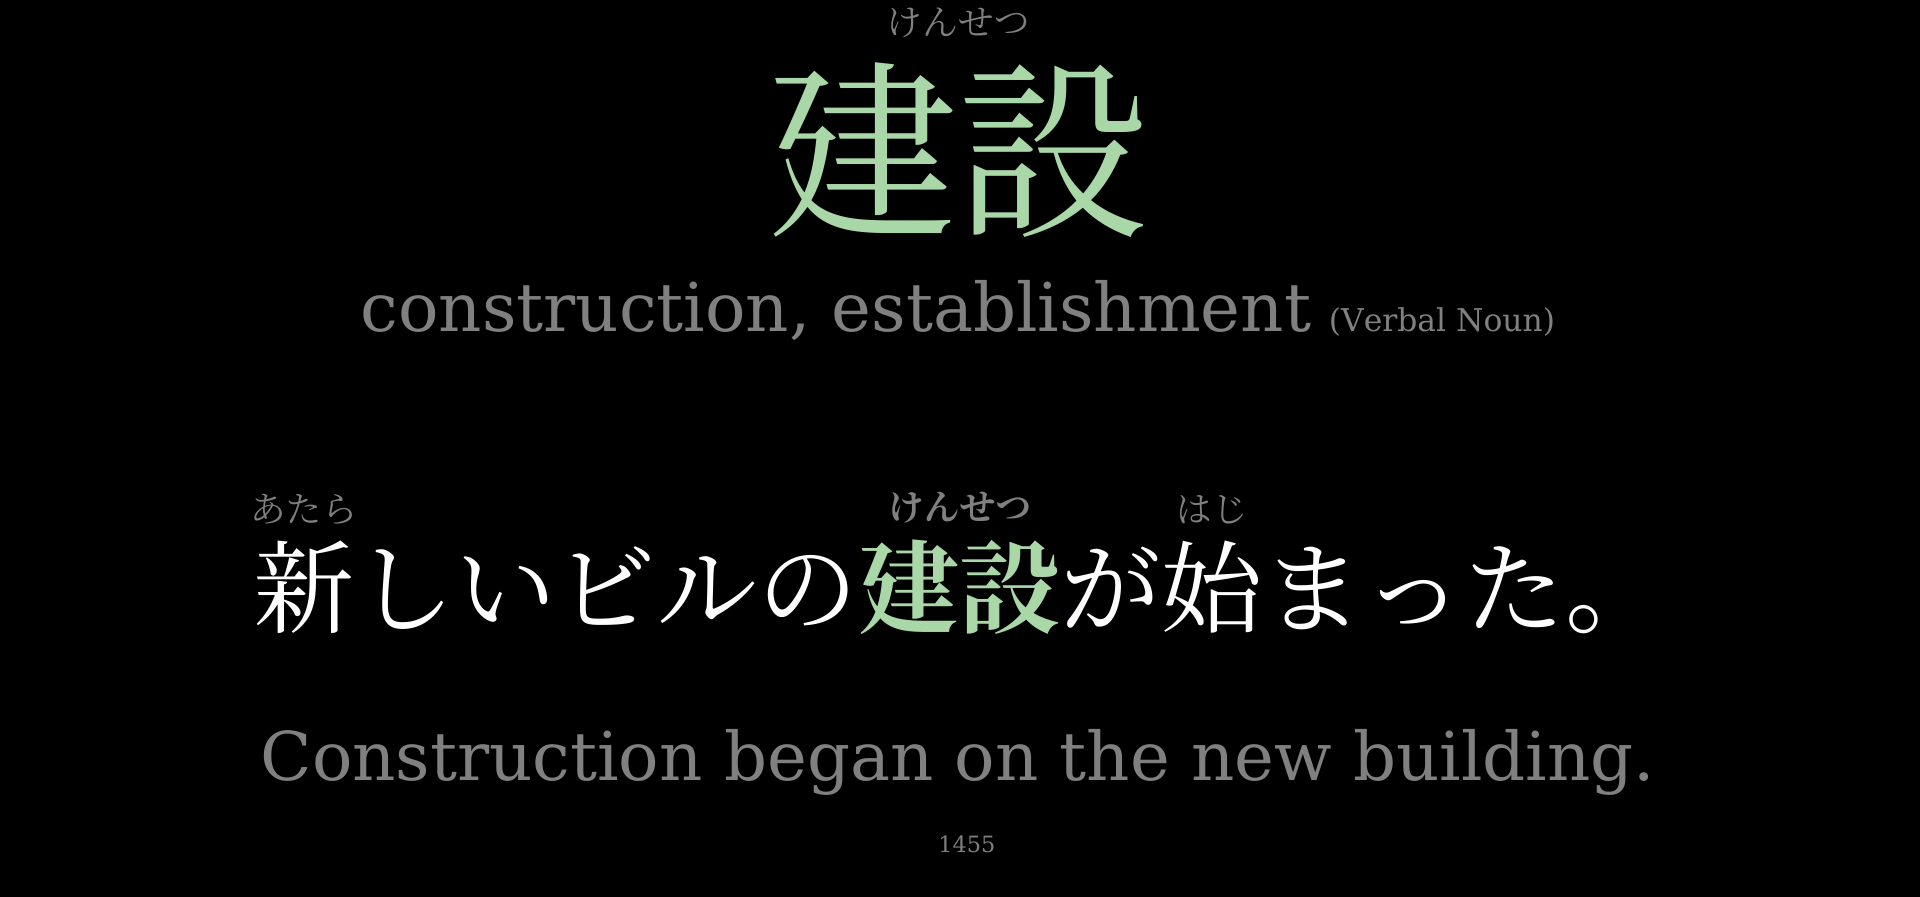 けんせつ
建設
construction, establishment (Verbal Noun)
あたら けんせつ はじ
新しいビルの建設が始まった。
Construction began on the new building.
1455